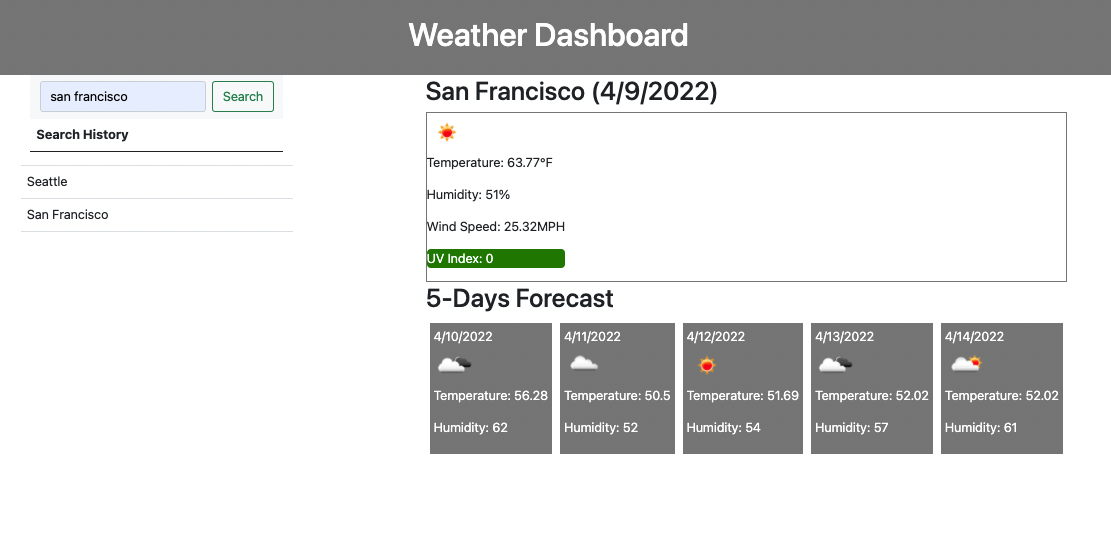 Weather Dashboard
san francisco
Search
Search History
Seattle
San Francisco
San Francisco (4/9/2022)
Temperature: 63.77°F
Humidity: 51%
Wind Speed: 25.32MPH
UV Index: 0
5-Days Forecast
4/10/2022
Temperature: 56.28
Humidity: 62
4/11/2022
Temperature: 50.5
Humidity: 52
4/12/2022
Temperature: 51.69
Humidity: 54
4/13/2022
Temperature: 52.02
Humidity: 57
4/14/2022
Temperature: 52.02
Humidity: 61